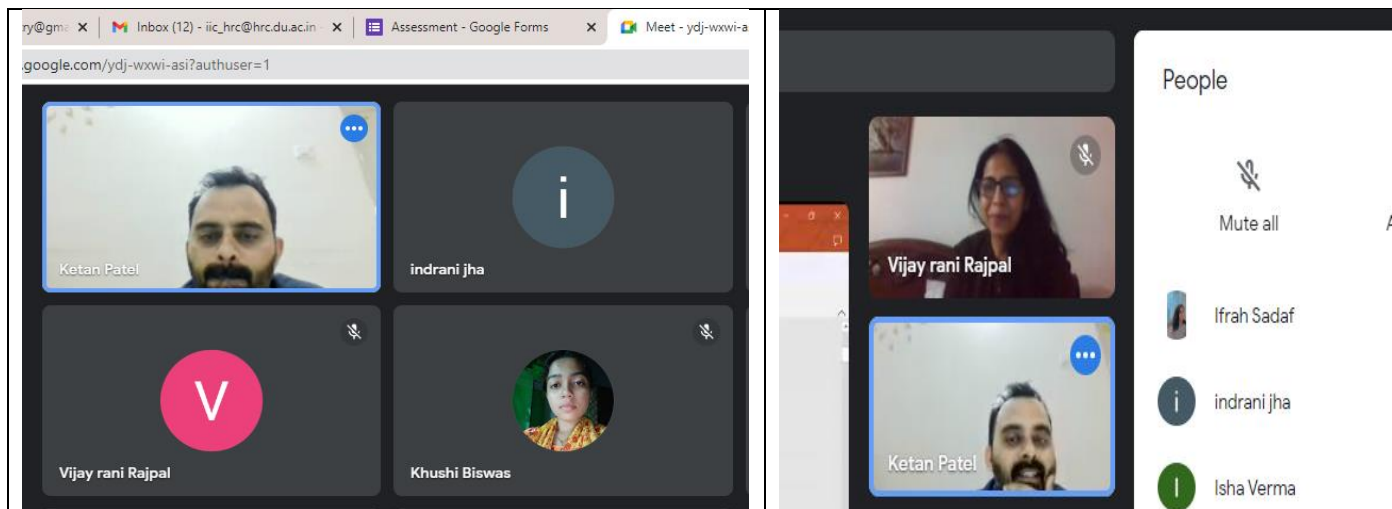 ry@gma
Inbox (12) - iic_hrc@hrc.du.ac.in -
Assessment - Google Forms
Meet - ydj-wxwi-a
.google.com/ydj-wxwi-asi?authuser=1
Ketan Patel
i
indrani jha
V
Vijay rani Rajpal
Khushi Biswas
People
Mute all
A
Vijay rani Rajpal
Ketan Patel
Ifrah Sadaf
i
indrani jha
I
Isha Verma